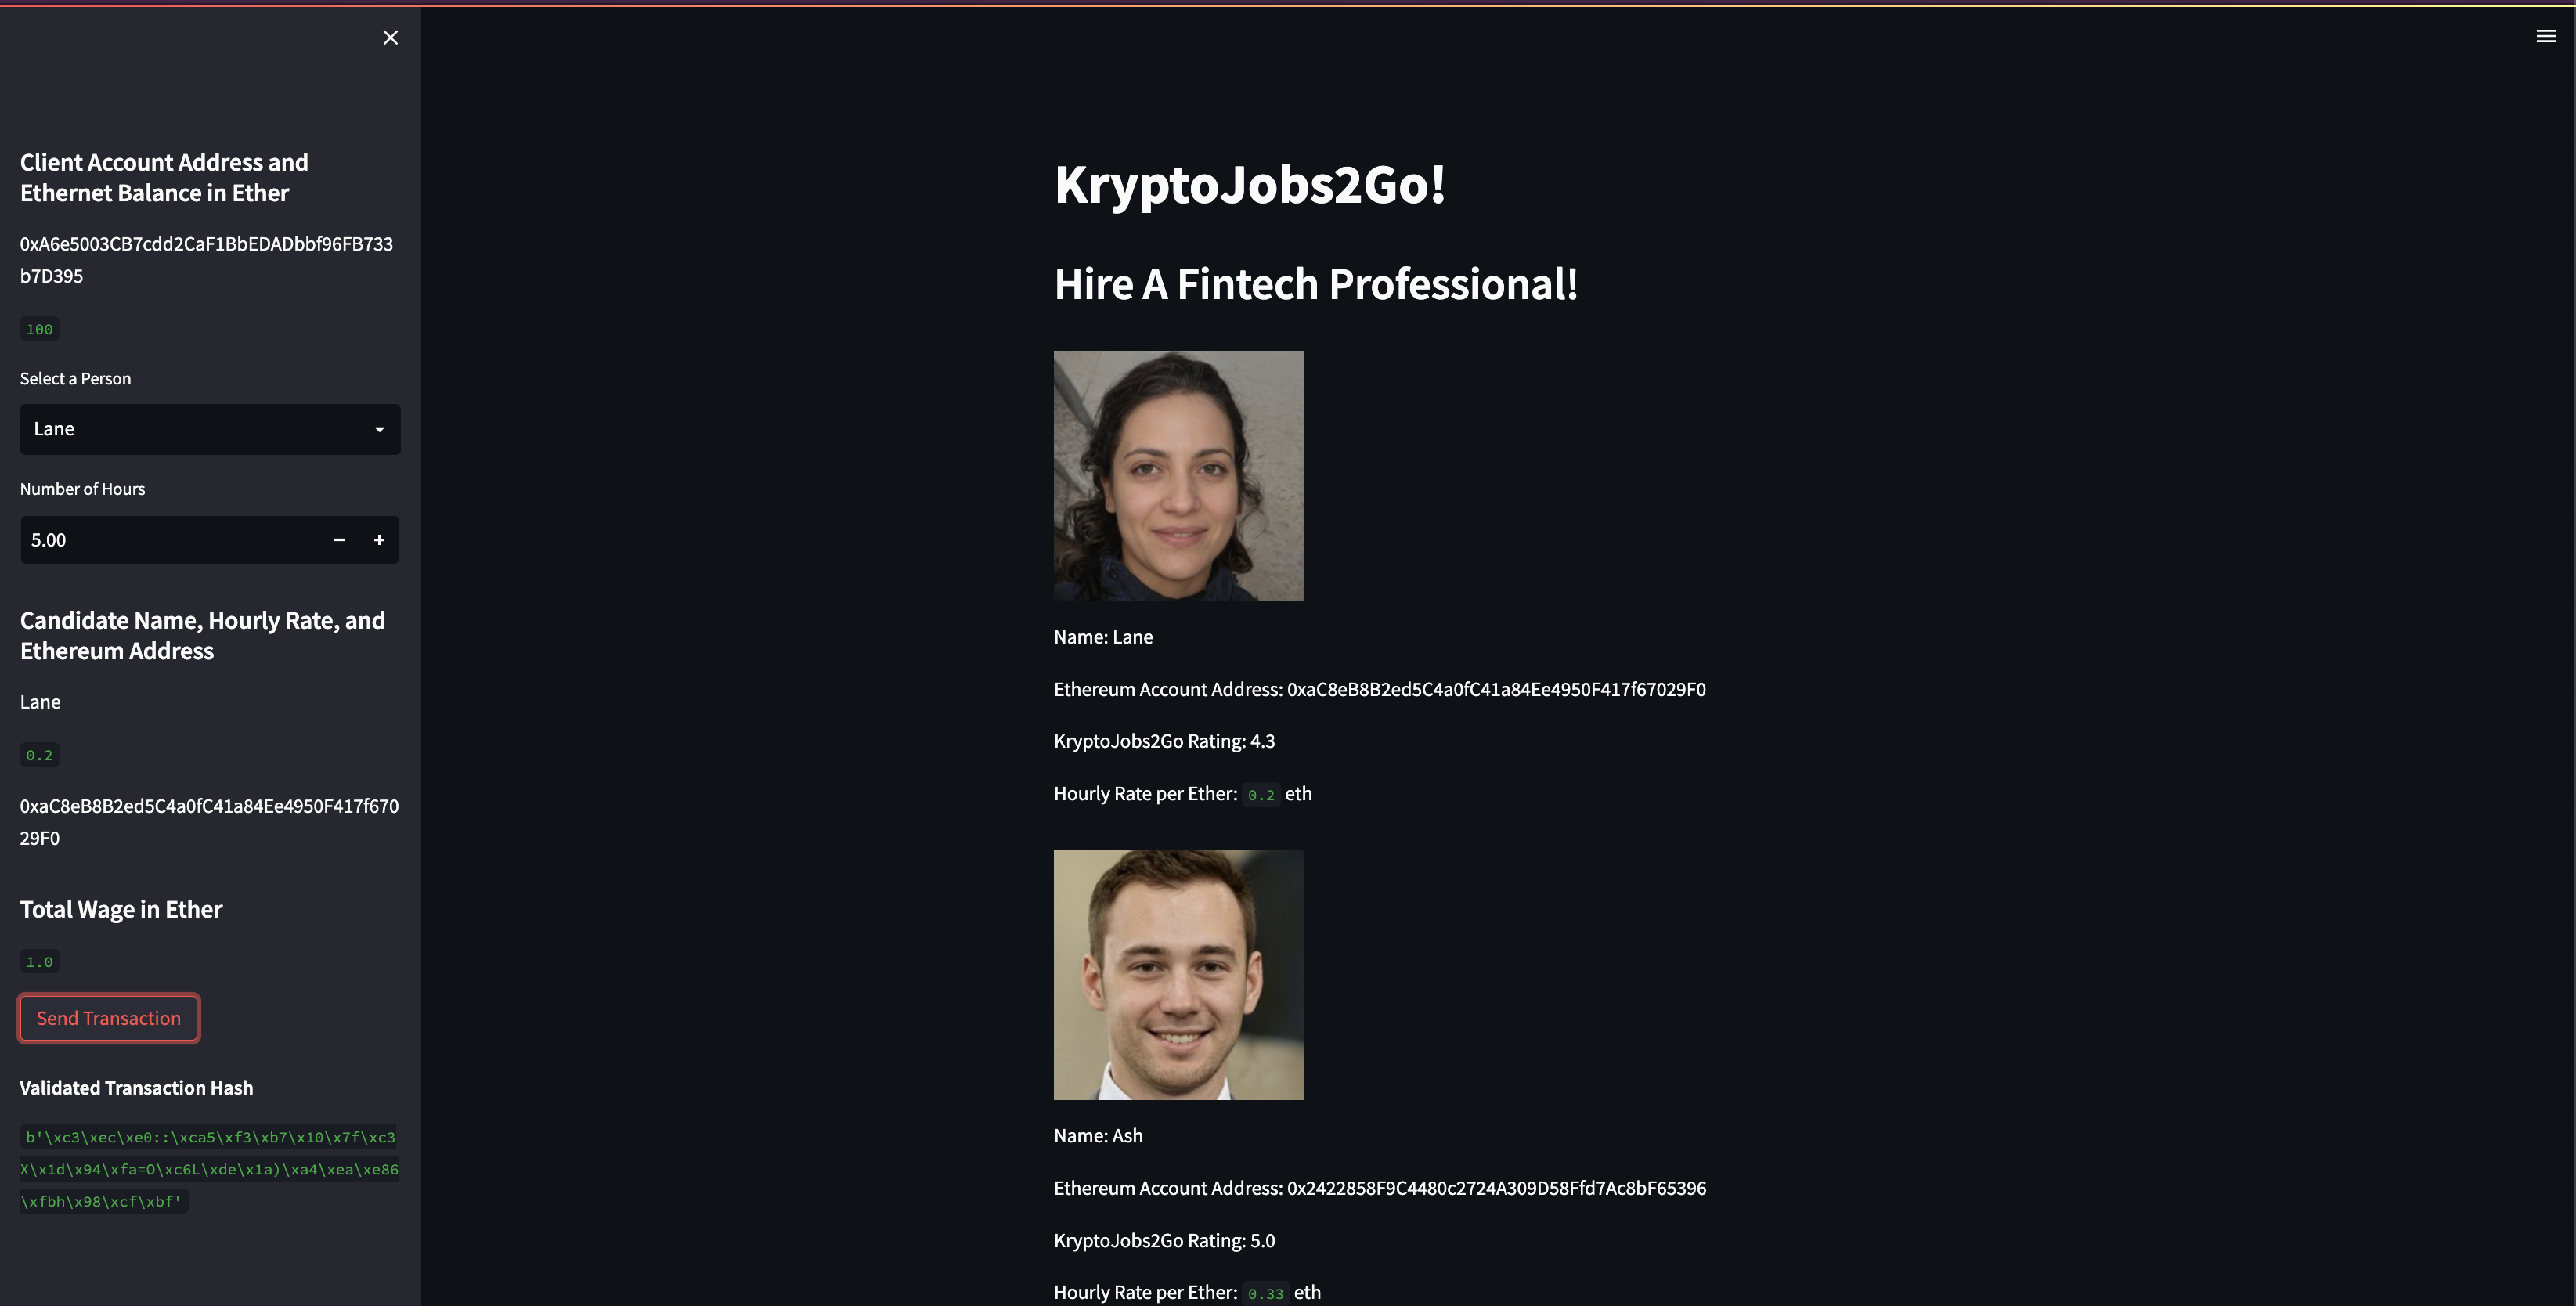 Client Account Address and
Ethernet Balance in Ether
0xA6e5003CB7cdd2CaF1BbEDADbbf96FB733
b7D395
100
Select a Person
Lane
Number of Hours
5.00
Candidate Name, Hourly Rate, and
Ethereum Address
Lane
0.2
0xaC8eB8B2ed5C4a0fC41a84Ee4950F417f670
29F0
Total Wage in Ether
1.0
Send Transaction
Validated Transaction Hash
b'\xc3\xec\xe0::\xca5\xf3\xb7\x10\x7f\xc3
X\x1d\x94\xfa=O\xc6L\xde\x1a)\xa4\xea\xe86
\xfbh\x98\xcf\xbf'
KryptoJobs2Go!
Hire A Fintech Professional!
Name: Lane
Ethereum Account Address: 0xaC8eB8B2ed5C4a0fC41a84Ee4950F417f67029F0
KryptoJobs2Go Rating: 4.3
Hourly Rate per Ether: 0.2 eth
Name: Ash
Ethereum Account Address: 0x2422858F9C4480c2724A309D58Ffd7Ac8bF65396
KryptoJobs2Go Rating: 5.0
Hourly Rate per Ether: 0.33 eth